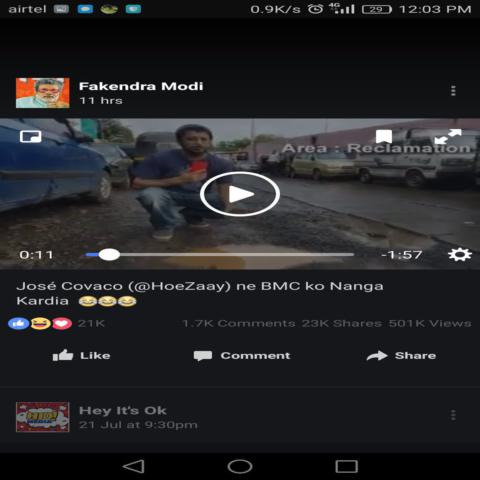 airtel 0.9K/s 4G 29 12:03 PM
Fakendra Modi
11 hrs
Area : Reclamation
0:11 -1:57
José Covaco (@HoeZaay) ne BMC ko Nanga
Kardia 😂😂😂
21K 1.7K Comments 23K Shares 501K Views
Like Comment Share
Hey It's Ok
21 Jul at 9:30pm